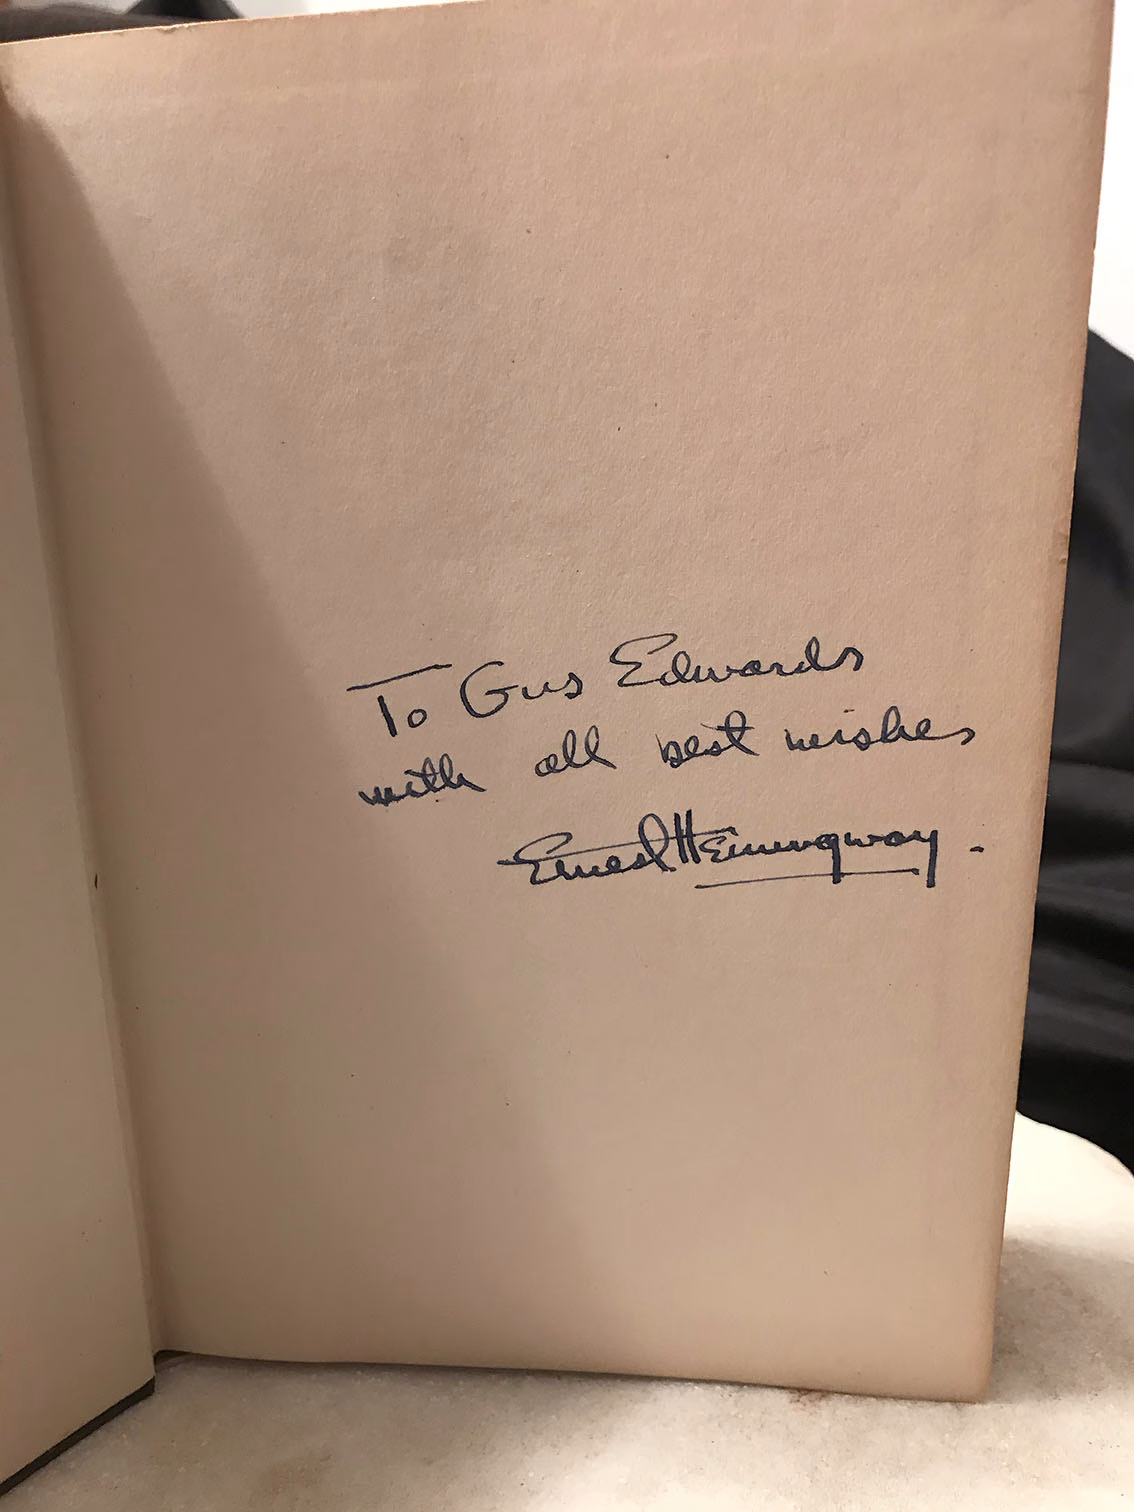 To Gus Edwards
with all best wishes
Ernest Hemingway.